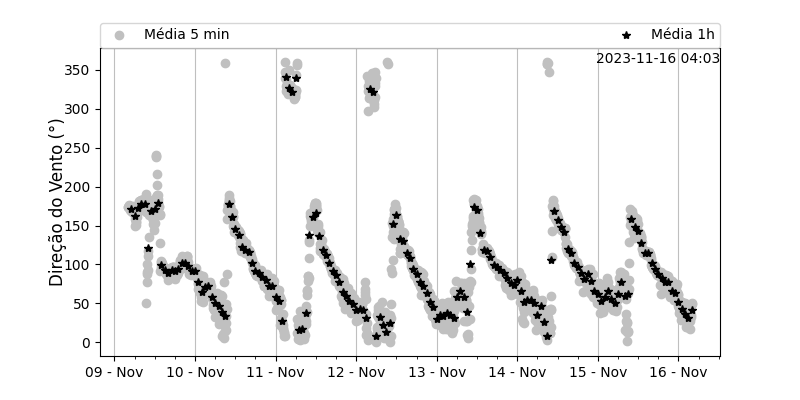 Média 5 min
Média 1h
2023-11-16 04:03
Direção do Vento (°)
350
300
250
200
150
100
50
0
09 - Nov
10 - Nov
11 - Nov
12 - Nov
13 - Nov
14 - Nov
15 - Nov
16 - Nov